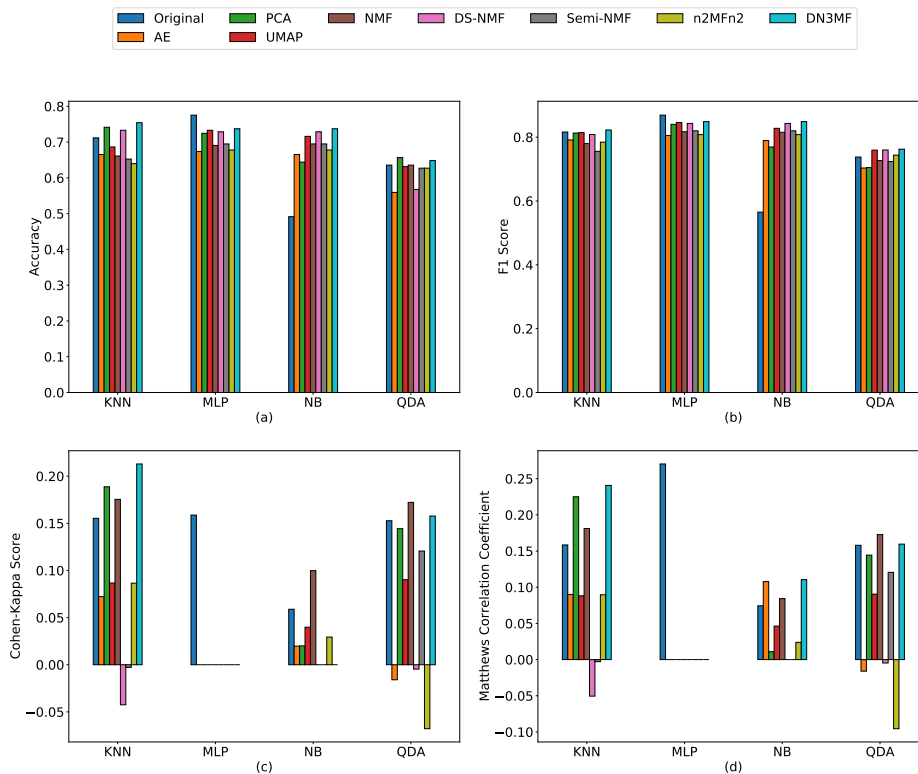 Original PCA NMF DS-NMF Semi-NMF n2MFn2 DN3MF
AE UMAP
0.8
0.7
0.6
0.5
0.4
0.3
0.2
0.1
0.0
Accuracy
KNN MLP NB QDA
(a)
0.8
0.6
0.4
0.2
0.0
F1 Score
KNN MLP NB QDA
(b)
0.20
0.15
0.10
0.05
0.00
−0.05
Cohen-Kappa Score
KNN MLP NB QDA
(c)
0.25
0.20
0.15
0.10
0.05
0.00
−0.05
−0.10
Matthews Correlation Coefficient
KNN MLP NB QDA
(d)